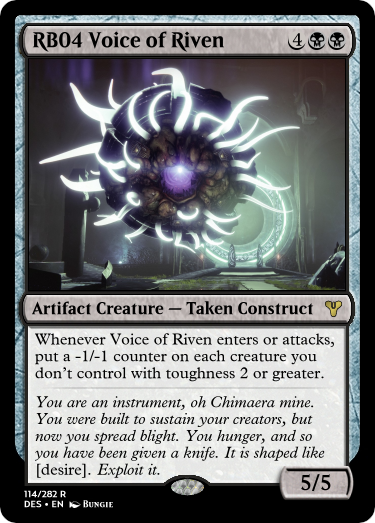 RB04 Voice of Riven 4
Artifact Creature — Taken Construct
Whenever Voice of Riven enters or attacks,
put a -1/-1 counter on each creature you
don't control with toughness 2 or greater.
You are an instrument, oh Chimaera mine.
You were built to sustain your creators, but
now you spread blight. You hunger, and so
you have been given a knife. It is shaped like
[desire]. Exploit it.
5/5
114/282 R
DES • EN Bungie